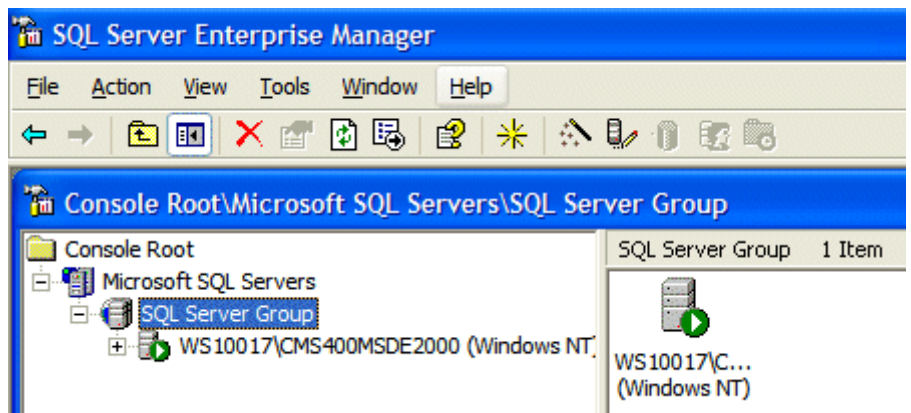 SQL Server Enterprise Manager
File Action View Tools Window Help
Console Root\Microsoft SQL Servers\SQL Server Group
Console Root
Microsoft SQL Servers
SQL Server Group
WS10017\CMS400MSDE2000 (Windows NT)
SQL Server Group 1 Item
WS10017\C...
(Windows NT)